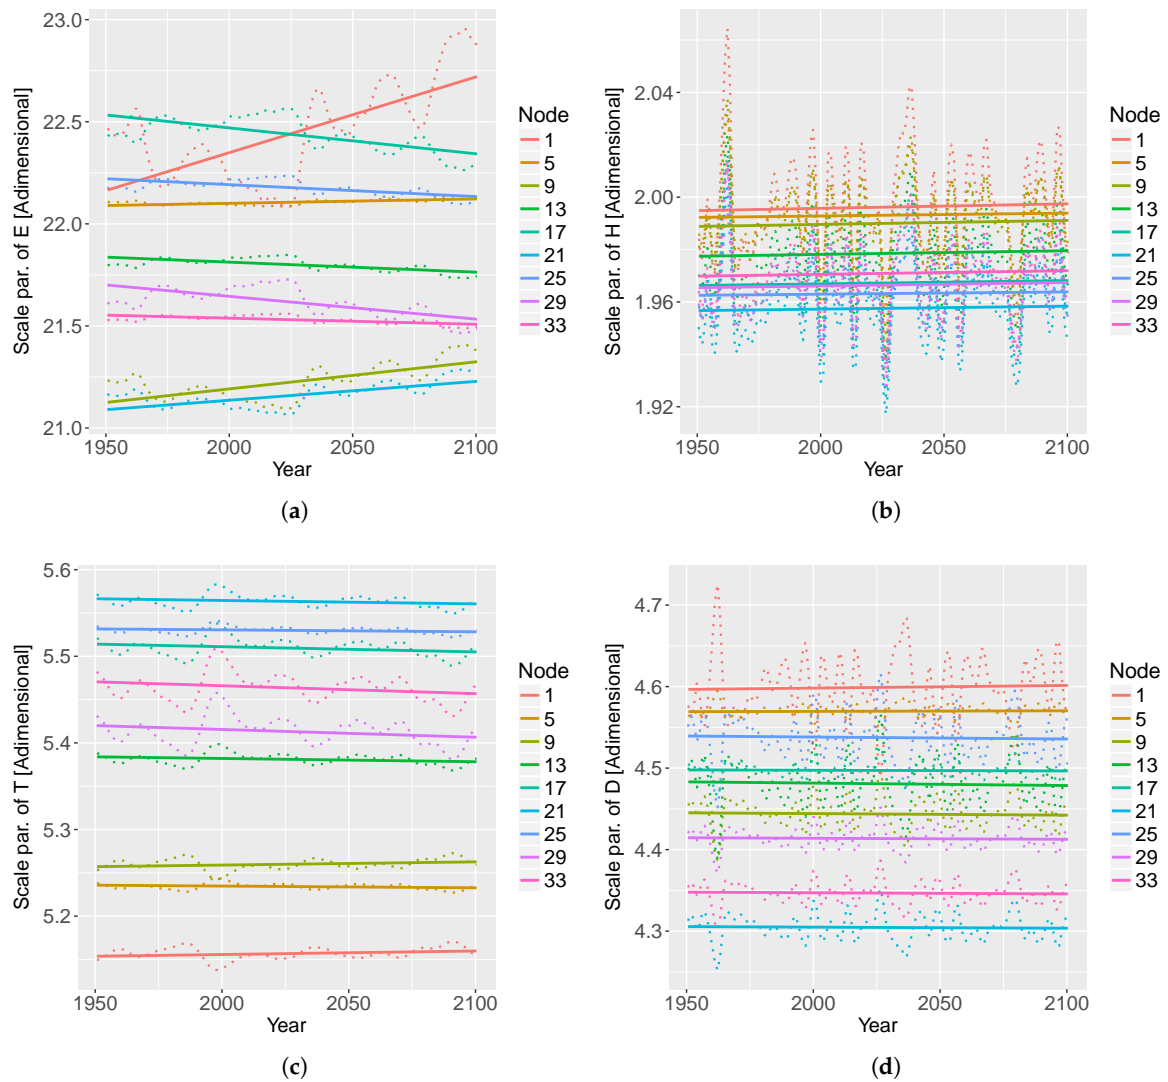 Scale par. of E [Adimensional]
23.0
22.5
22.0
21.5
21.0
1950 2000 2050 2100
Year
Node
1
5
9
13
17
21
25
29
33
(a)
Scale par. of H [Adimensional]
2.04
2.00
1.96
1.92
1950 2000 2050 2100
Year
Node
1
5
9
13
17
21
25
29
33
(b)
Scale par. of T [Adimensional]
5.6
5.5
5.4
5.3
5.2
1950 2000 2050 2100
Year
Node
1
5
9
13
17
21
25
29
33
(c)
Scale par. of D [Adimensional]
4.7
4.6
4.5
4.4
4.3
1950 2000 2050 2100
Year
Node
1
5
9
13
17
21
25
29
33
(d)